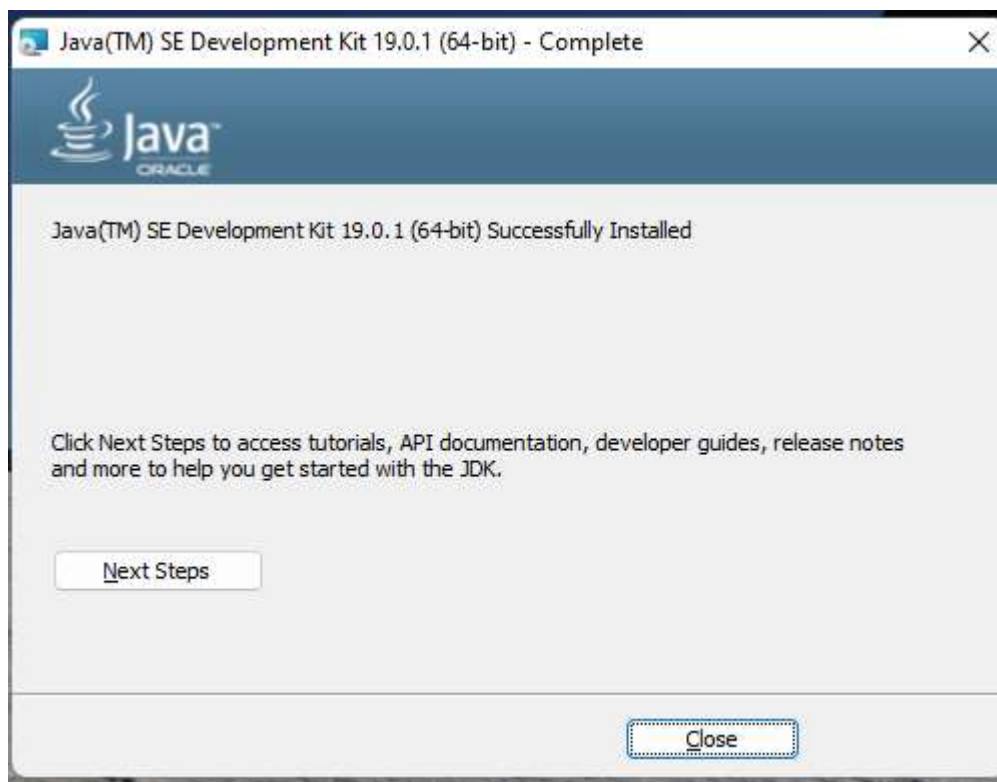 Java(TM) SE Development Kit 19.0.1 (64-bit) - Complete
Java™
ORACLE
Java(TM) SE Development Kit 19.0.1 (64-bit) Successfully Installed
Click Next Steps to access tutorials, API documentation, developer guides, release notes
and more to help you get started with the JDK.
Next Steps
Close